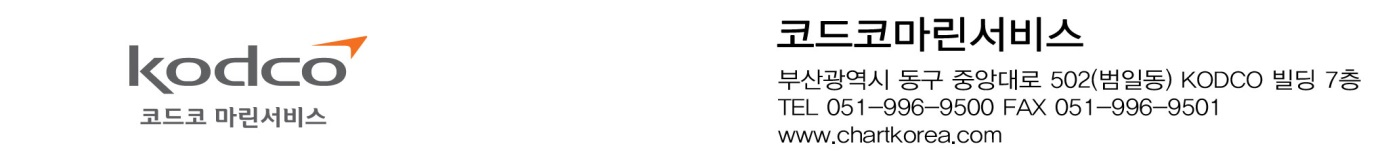 kodco
코드코 마린서비스
코드코마린서비스
부산광역시 동구 중앙대로 502(범일동) KODCO 빌딩 7층
TEL 051-996-9500 FAX 051-996-9501
www.chartkorea.com